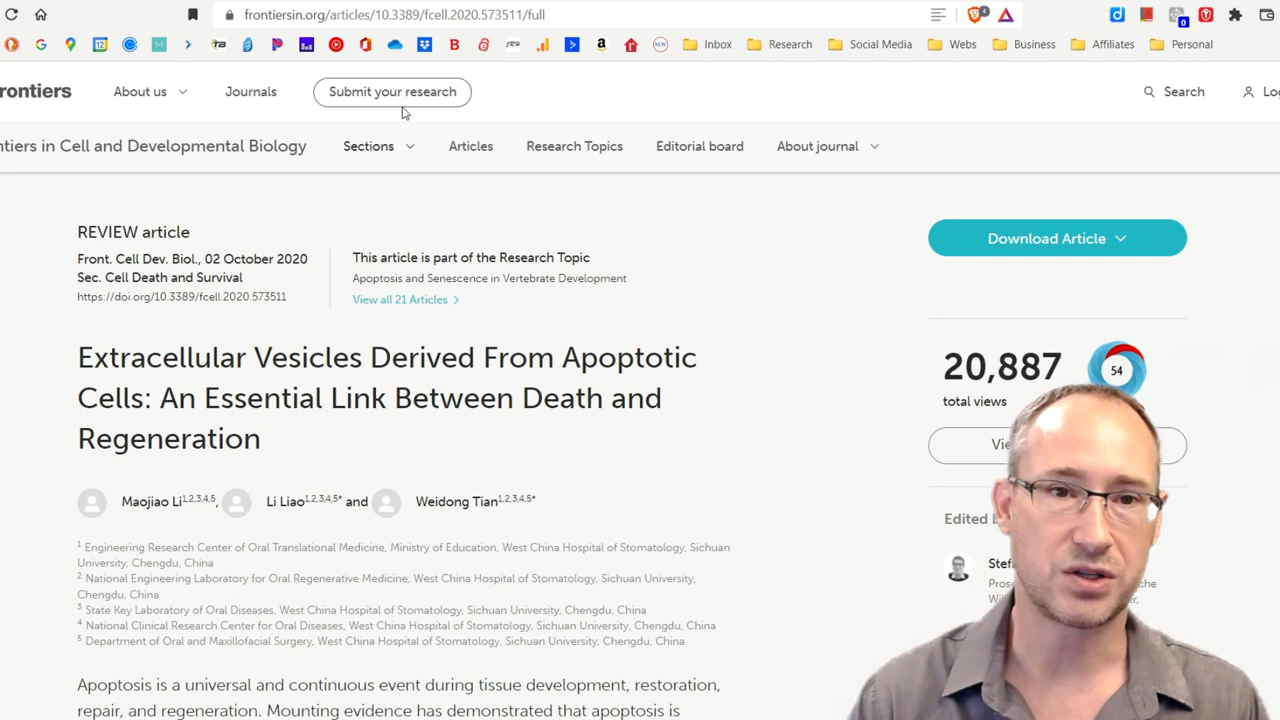 frontiersin.org/articles/10.3389/fcell.2020.573511/full
4
0
Inbox
Research
Social Media
Webs
Business
Affiliates
Personal
rontiers
About us
Journals
Submit your research
Search
Log
tiers in Cell and Developmental Biology
Sections
Articles
Research Topics
Editorial board
About journal
REVIEW article
Front. Cell Dev. Biol., 02 October 2020
Sec. Cell Death and Survival
https://doi.org/10.3389/fcell.2020.573511
This article is part of the Research Topic
Apoptosis and Senescence in Vertebrate Development
View all 21 Articles
Download Article
Extracellular Vesicles Derived From Apoptotic
Cells: An Essential Link Between Death and
Regeneration
20,887
54
total views
Maojiao Li1,2,3,4,5, Li Liao1,2,3,4,5* and Weidong Tian1,2,3,4,5*
1 Engineering Research Center of Oral Translational Medicine, Ministry of Education, West China Hospital of Stomatology, Sichuan
University, Chengdu, China
2 National Engineering Laboratory for Oral Regenerative Medicine, West China Hospital of Stomatology, Sichuan University,
Chengdu, China
3 State Key Laboratory of Oral Diseases, West China Hospital of Stomatology, Sichuan University, Chengdu, China
4 National Clinical Research Center for Oral Diseases, West China Hospital of Stomatology, Sichuan University, Chengdu, China
5 Department of Oral and Maxillofacial Surgery, West China Hospital of Stomatology, Sichuan University, Chengdu, China
Edited
Stef
Apoptosis is a universal and continuous event during tissue development, restoration,
repair, and regeneration. Mounting evidence has demonstrated that apoptosis is